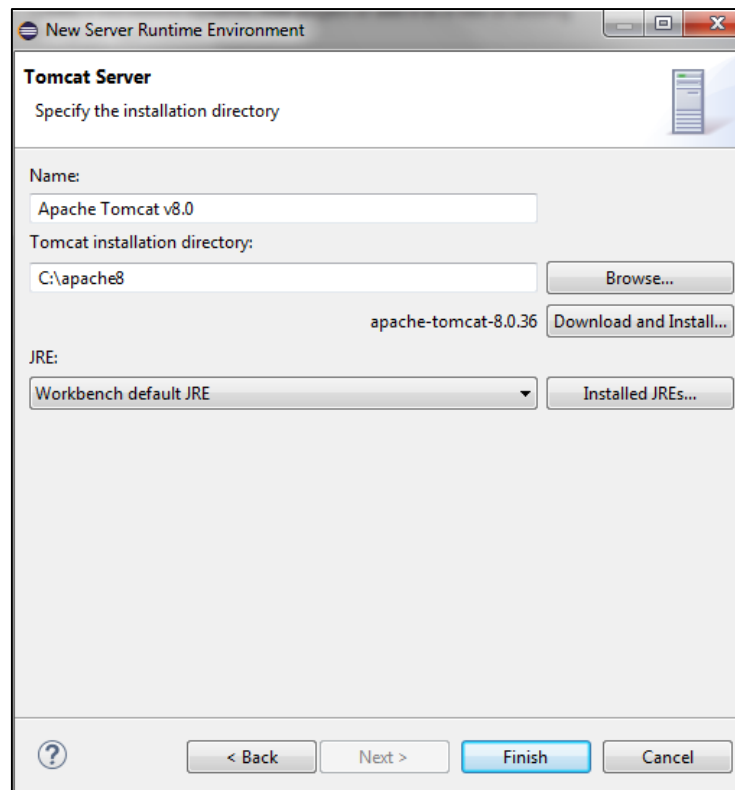 New Server Runtime Environment
Tomcat Server
Specify the installation directory
Name:
Apache Tomcat v8.0
Tomcat installation directory:
C:\apache8
Browse...
apache-tomcat-8.0.36 Download and Install...
JRE:
Workbench default JRE
Installed JREs...
?
< Back
Next >
Finish
Cancel